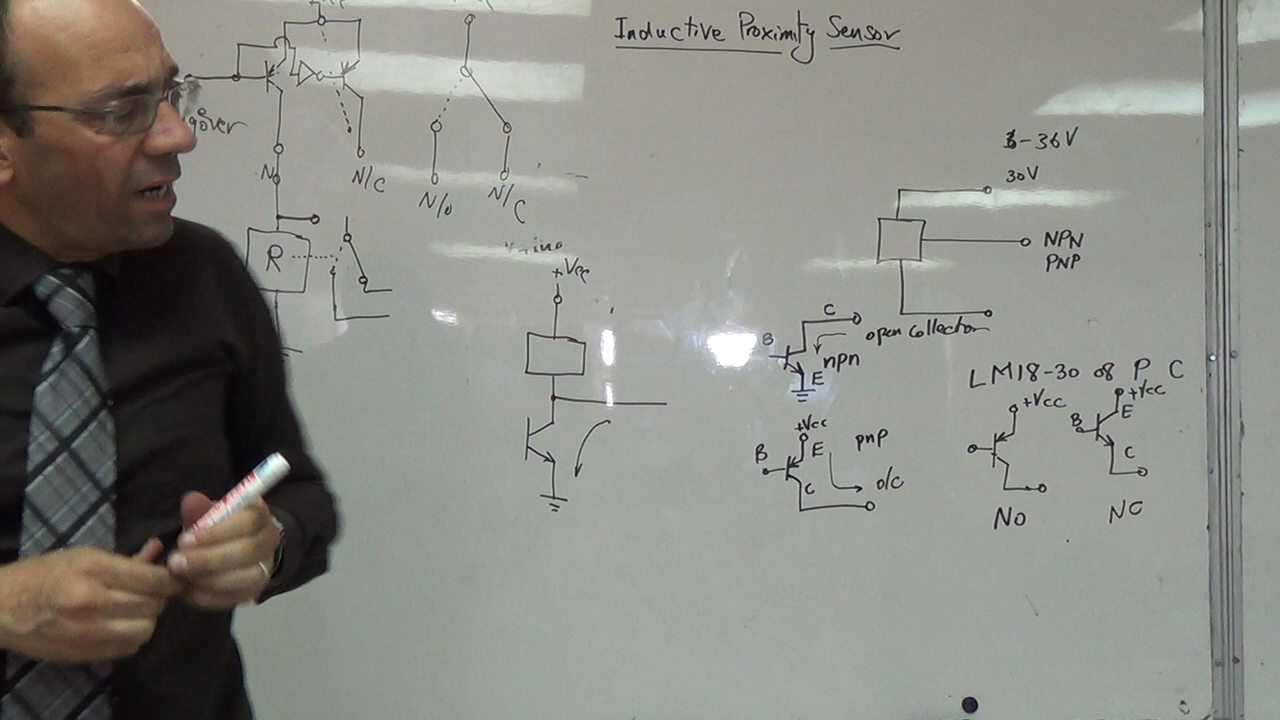 Inductive Proximity Sensor
N/C
N/O
N/C
R
+Vcc
6-36V
30V
NPN
PNP
C
open collector
B
npn
E
LM18-30 08 P C
+Vcc
E
pnp
B
C
o/c
+Vcc
NO
+Vcc
E
B
C
NC